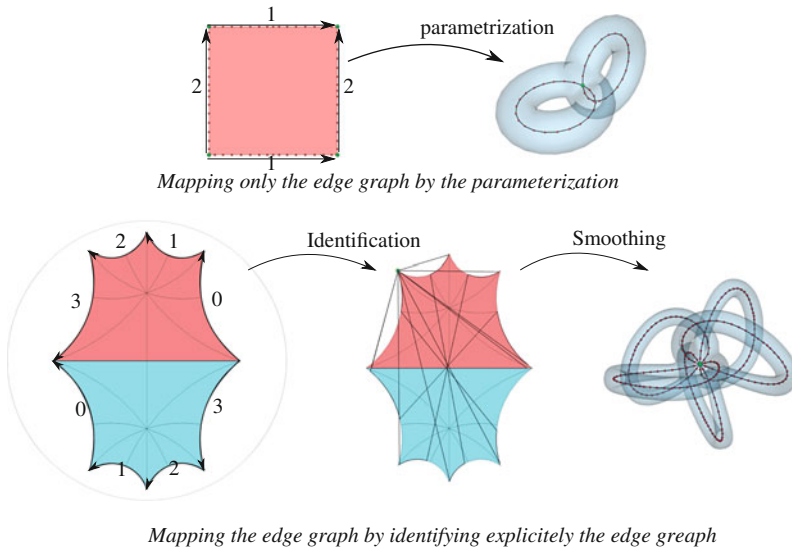 1
parametrization
2
2
1
Mapping only the edge graph by the parameterization
2
1
Identification
Smoothing
3
0
0
3
1
2
Mapping the edge graph by identifying explicitely the edge greaph